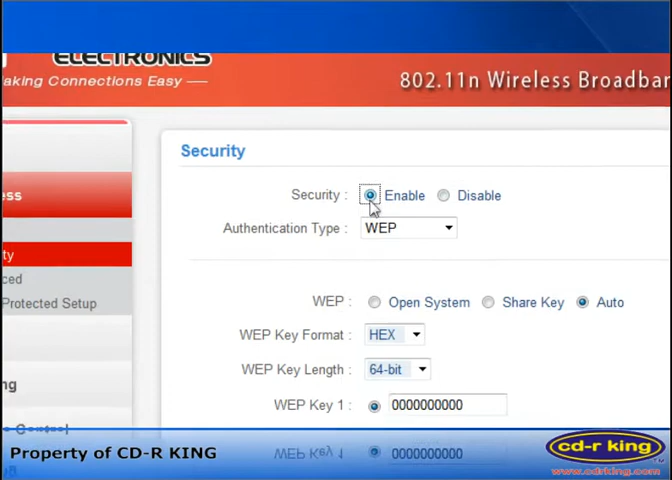 ELECTRONICS
aking Connections Easy
802.11n Wireless Broadbar
Security
ess
Security : Enable Disable
Authentication Type : WEP
ty
ced
Protected Setup
WEP : Open System Share Key Auto
WEP Key Format : HEX
WEP Key Length : 64-bit
ng
WEP Key 1 : 0000000000
Property of CD-R KING
cd-r king
www.cdrking.com